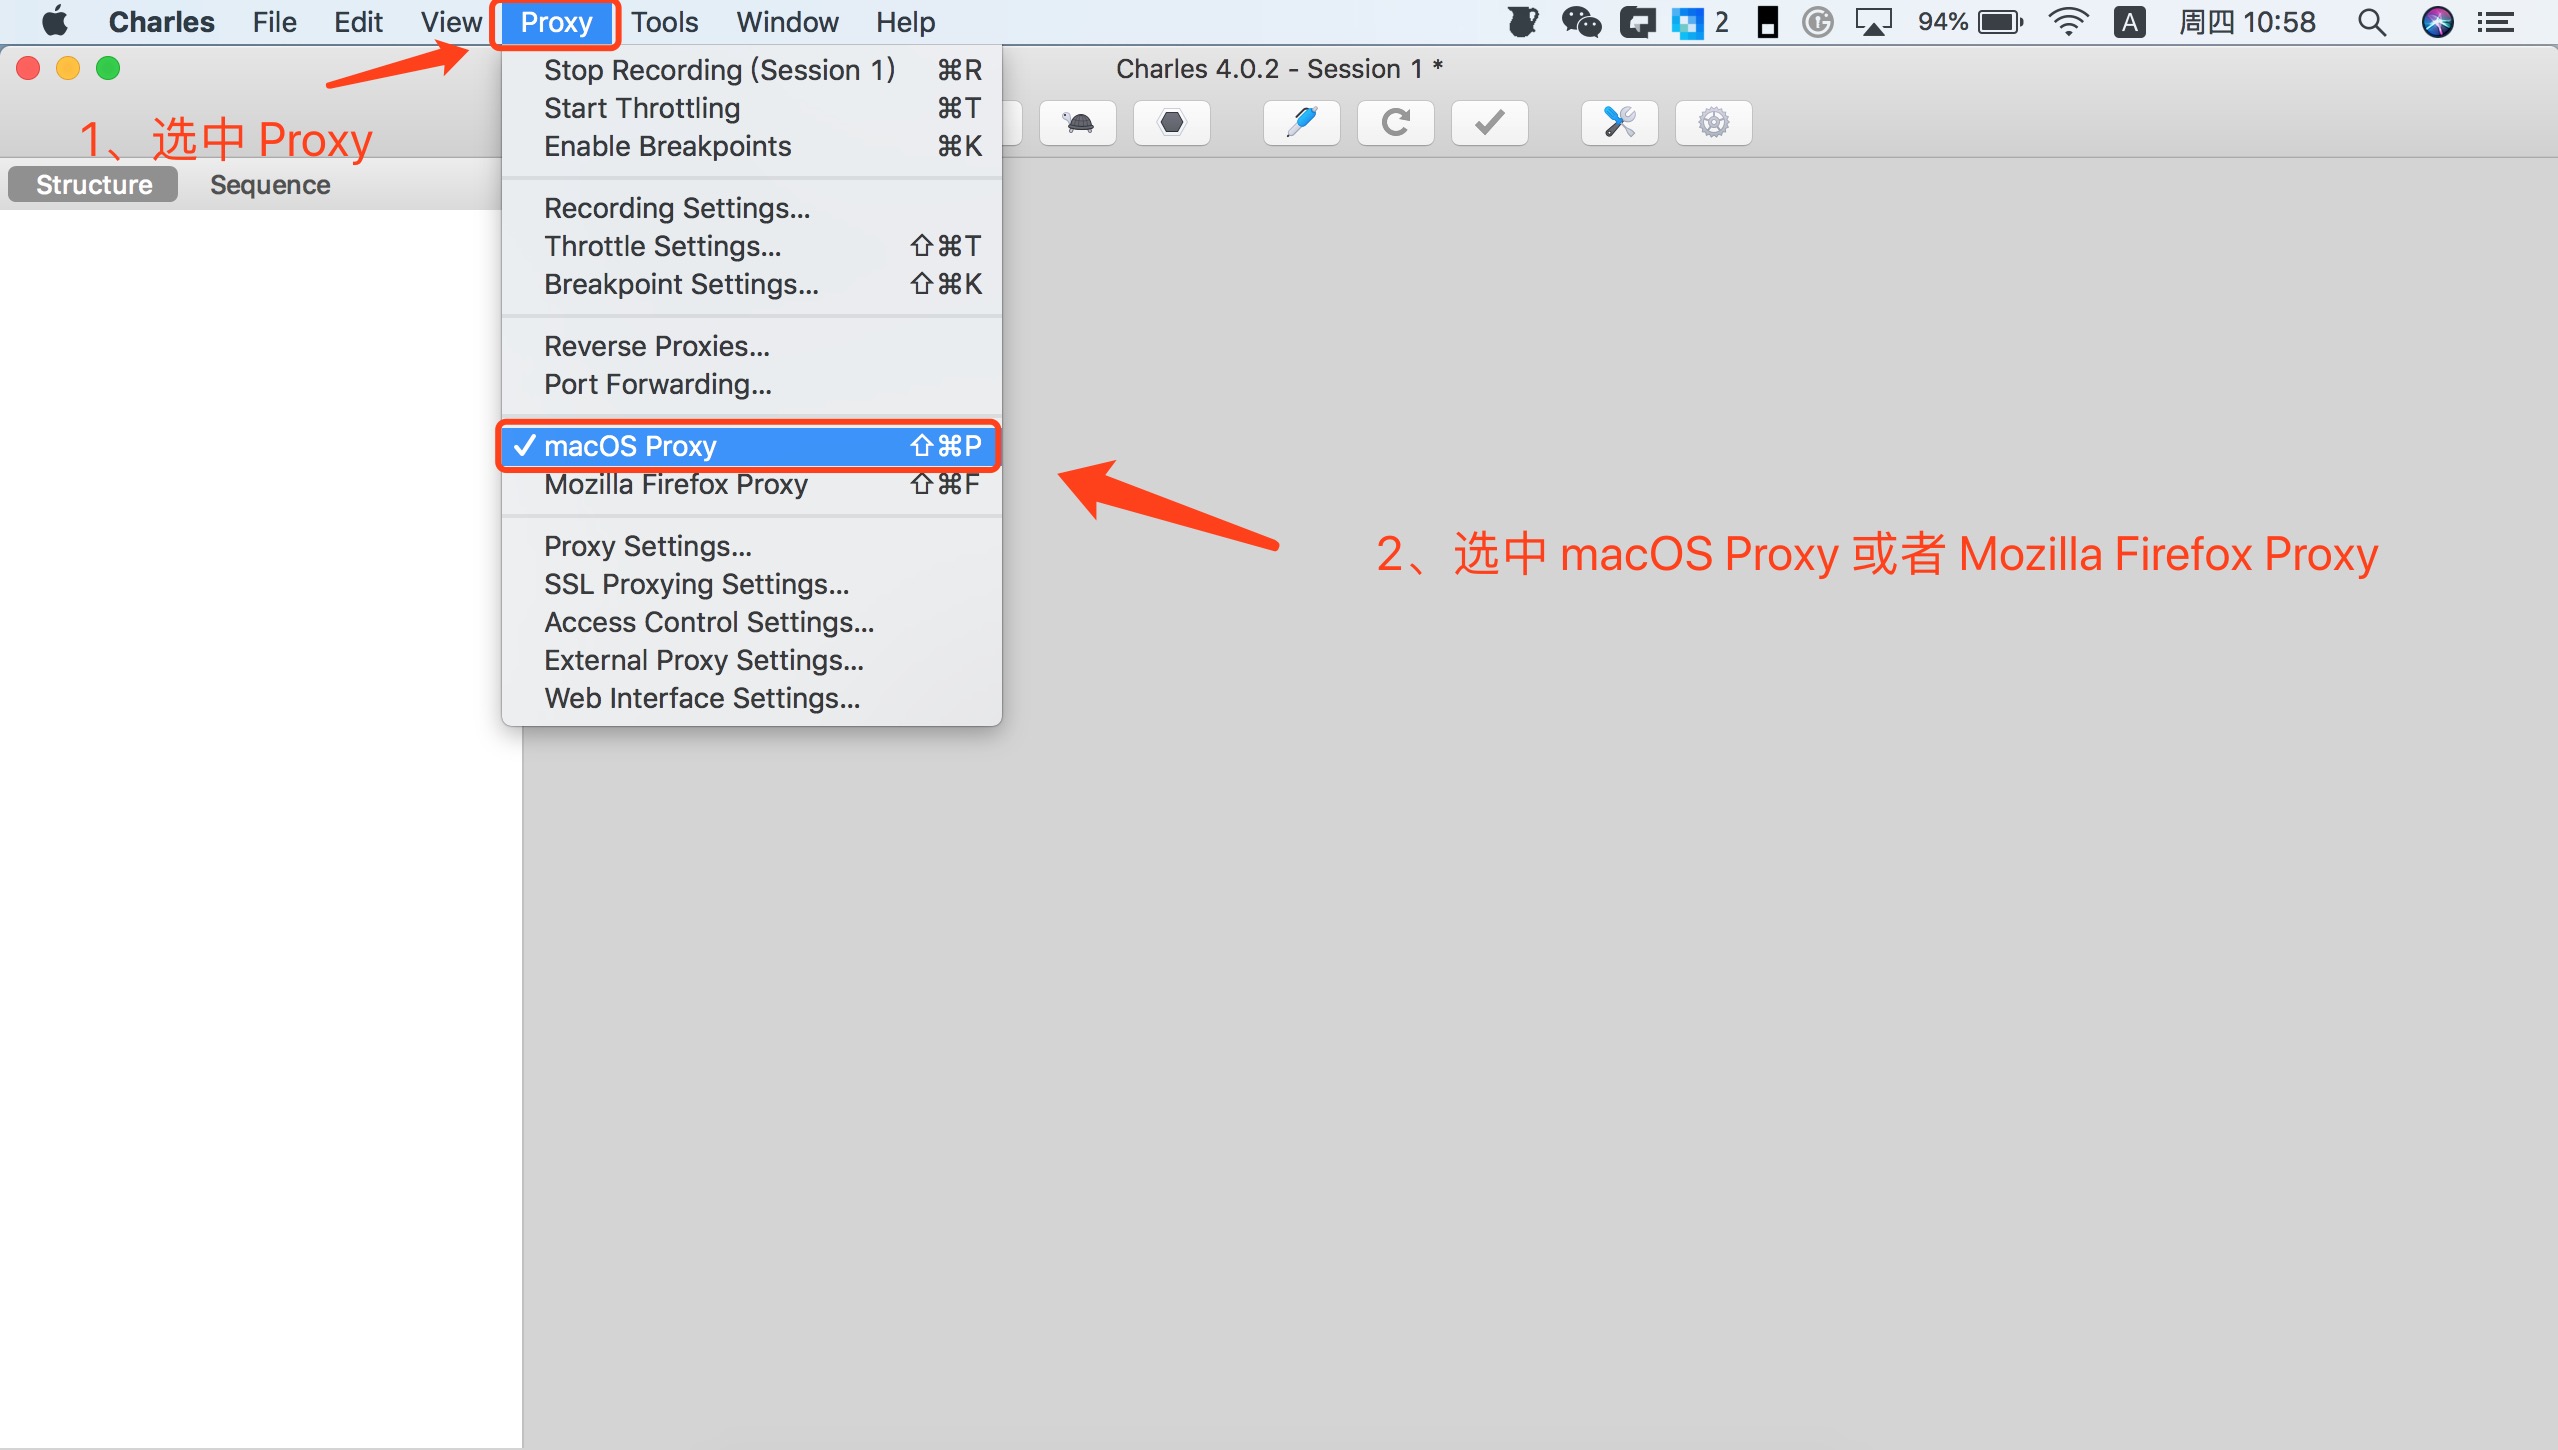 Charles File Edit View Proxy Tools Window Help 2 94% A 周四 10:58
Charles 4.0.2 - Session 1 *
1、选中 Proxy
Structure Sequence
Stop Recording (Session 1) ⌘R
Start Throttling ⌘T
Enable Breakpoints ⌘K
Recording Settings...
Throttle Settings... ⇧⌘T
Breakpoint Settings... ⇧⌘K
Reverse Proxies...
Port Forwarding...
✓ macOS Proxy ⇧⌘P
Mozilla Firefox Proxy ⇧⌘F
2、选中 macOS Proxy 或者 Mozilla Firefox Proxy
Proxy Settings...
SSL Proxying Settings...
Access Control Settings...
External Proxy Settings...
Web Interface Settings...